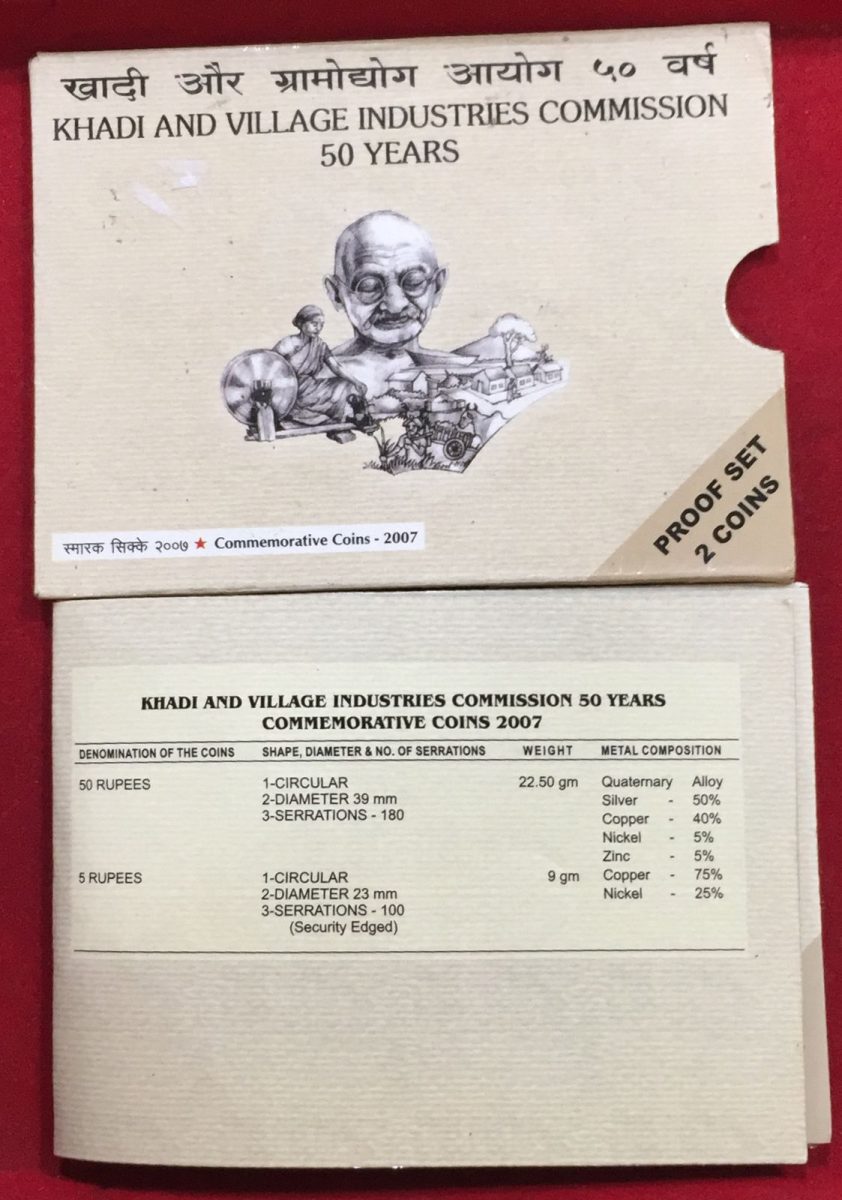 खादी और ग्रामोद्योग आयोग ५० वर्ष
KHADI AND VILLAGE INDUSTRIES COMMISSION
50 YEARS
PROOF SET
2 COINS
स्मारक सिक्के २००७ ★ Commemorative Coins - 2007
KHADI AND VILLAGE INDUSTRIES COMMISSION 50 YEARS
COMMEMORATIVE COINS 2007
DENOMINATION OF THE COINS SHAPE, DIAMETER & NO. OF SERRATIONS WEIGHT METAL COMPOSITION
50 RUPEES 1-CIRCULAR 22.50 gm Quaternary Alloy
2-DIAMETER 39 mm Silver - 50%
3-SERRATIONS - 180 Copper - 40%
Nickel - 5%
Zinc - 5%
5 RUPEES 1-CIRCULAR 9 gm Copper - 75%
2-DIAMETER 23 mm Nickel - 25%
3-SERRATIONS - 100
(Security Edged)